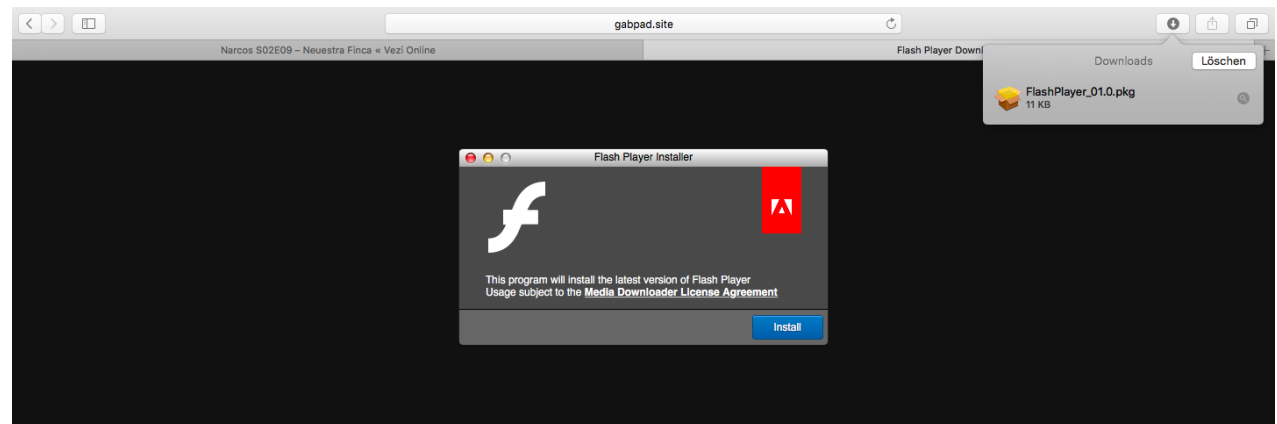 gabpad.site
Narcos S02E09 – Neuestra Finca « Vezi Online
Flash Player Downl
Downloads
Löschen
FlashPlayer_01.0.pkg
11 KB
Flash Player Installer
This program will install the latest version of Flash Player
Usage subject to the Media Downloader License Agreement
Install